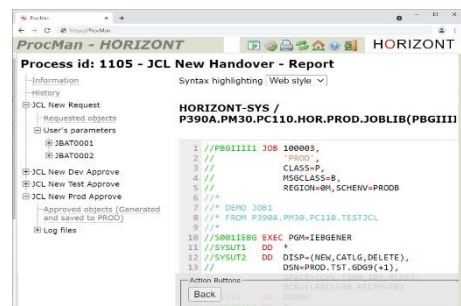 ProcMan
https://ProcMan
ProcMan - HORIZONT
HORIZONT
Process id: 1105 - JCL New Handover - Report
Information
History
JCL New Request
Requested objects
User's parameters
JBAT0001
JBAT0002
JCL New Dev Approve
JCL New Test Approve
JCL New Prod Approve
Approved objects (Generated
and saved to PROD)
Log files
Syntax highlighting Web style
HORIZONT-SYS /
P390A.PM30.PC110.HOR.PROD.JOBLIB(PBGIIII
1 //PBGIIII1 JOB 100003,
2 // 'PROD',
3 // CLASS=P,
4 // MSGCLASS=B,
5 // REGION=0M,SCHENV=PRODB
6 //*
7 //* DEMO JOB1
8 //* FROM P390A.PM30.PC110.TESTJCL
9 //*
10 //S001IEBG EXEC PGM=IEBGENER
11 //SYSUT1 DD *
12 //SYSUT2 DD DISP=(NEW,CATLG,DELETE),
13 // DSN=PROD.TST.GDG9(+1),
Action Buttons
Back